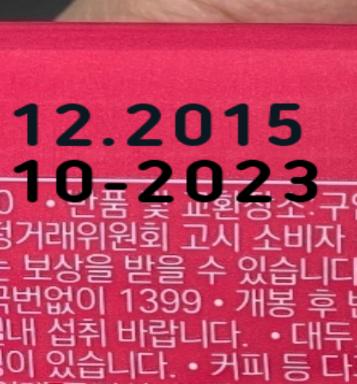 12.2015
10-2023
• 반품 및 교환장소:구
정거래위원회 고시 소비자
보상을 받을 수 있습니다
국번없이 1399 • 개봉 후
내 섭취 바랍니다. • 대두
이 있습니다. • 커피 등